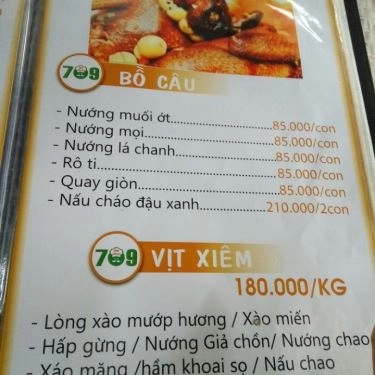 709 BỒ CÂU
- Nướng muối ớt..........85.000/con
- Nướng mọi..........85.000/con
- Nướng lá chanh..........85.000/con
- Rô ti..........85.000/con
- Quay giòn..........85.000/con
- Nấu cháo đậu xanh..........210.000/2con
709 VỊT XIÊM
180.000/KG
- Lòng xào mướp hương / Xào miến
- Hấp gừng / Nướng Giả chồn/ Nướng chao
- Xáo măng /hầm khoai sọ / Nấu chao